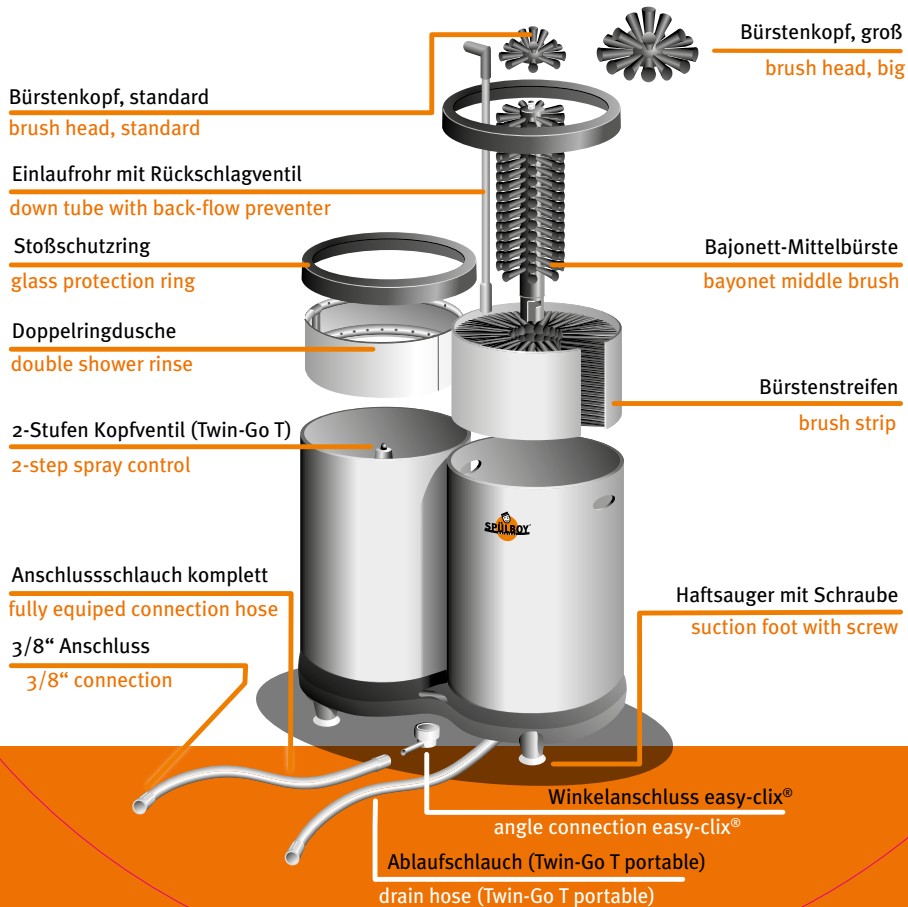 Bürstenkopf, groß
brush head, big
Bürstenkopf, standard
brush head, standard
Einlaufrohr mit Rückschlagventil
down tube with back-flow preventer
Stoßschutzring
glass protection ring
Bajonett-Mittelbürste
bayonet middle brush
Doppelringdusche
double shower rinse
Bürstenstreifen
brush strip
2-Stufen Kopfventil (Twin-Go T)
2-step spray control
SPÜLBOY
Anschlussschlauch komplett
fully equiped connection hose
Haftsauger mit Schraube
suction foot with screw
3/8“ Anschluss
3/8“ connection
Winkelanschluss easy-clix®
angle connection easy-clix®
Ablaufschlauch (Twin-Go T portable)
drain hose (Twin-Go T portable)